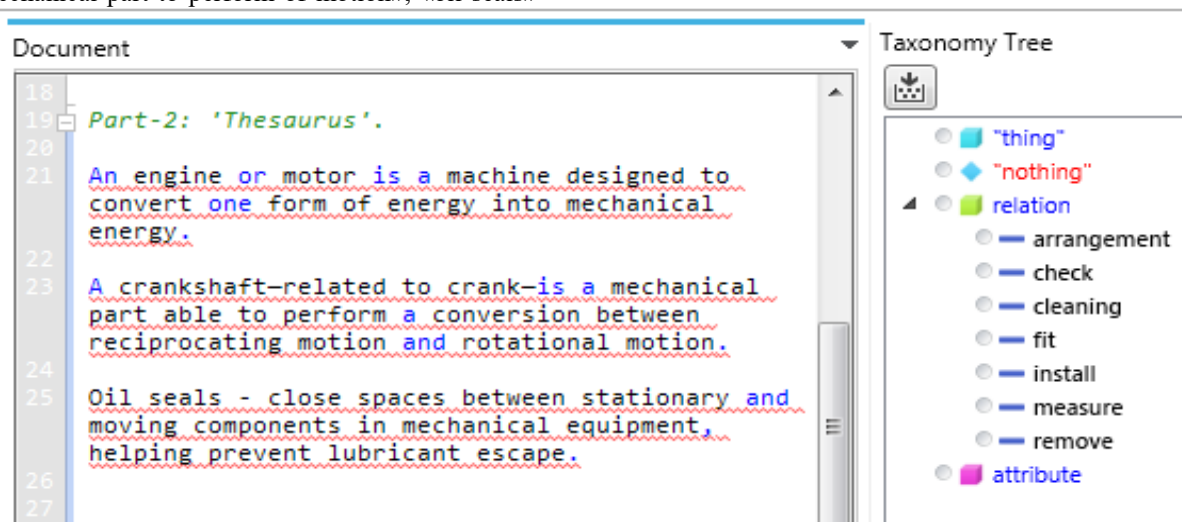 Document
Taxonomy Tree
18
19 Part-2: 'Thesaurus'.
20
21 An engine or motor is a machine designed to
convert one form of energy into mechanical
energy.
22
23 A crankshaft—related to crank—is a mechanical
part able to perform a conversion between
reciprocating motion and rotational motion.
24
25 Oil seals - close spaces between stationary and
moving components in mechanical equipment,
helping prevent lubricant escape.
26
27
"thing"
"nothing"
relation
arrangement
check
cleaning
fit
install
measure
remove
attribute